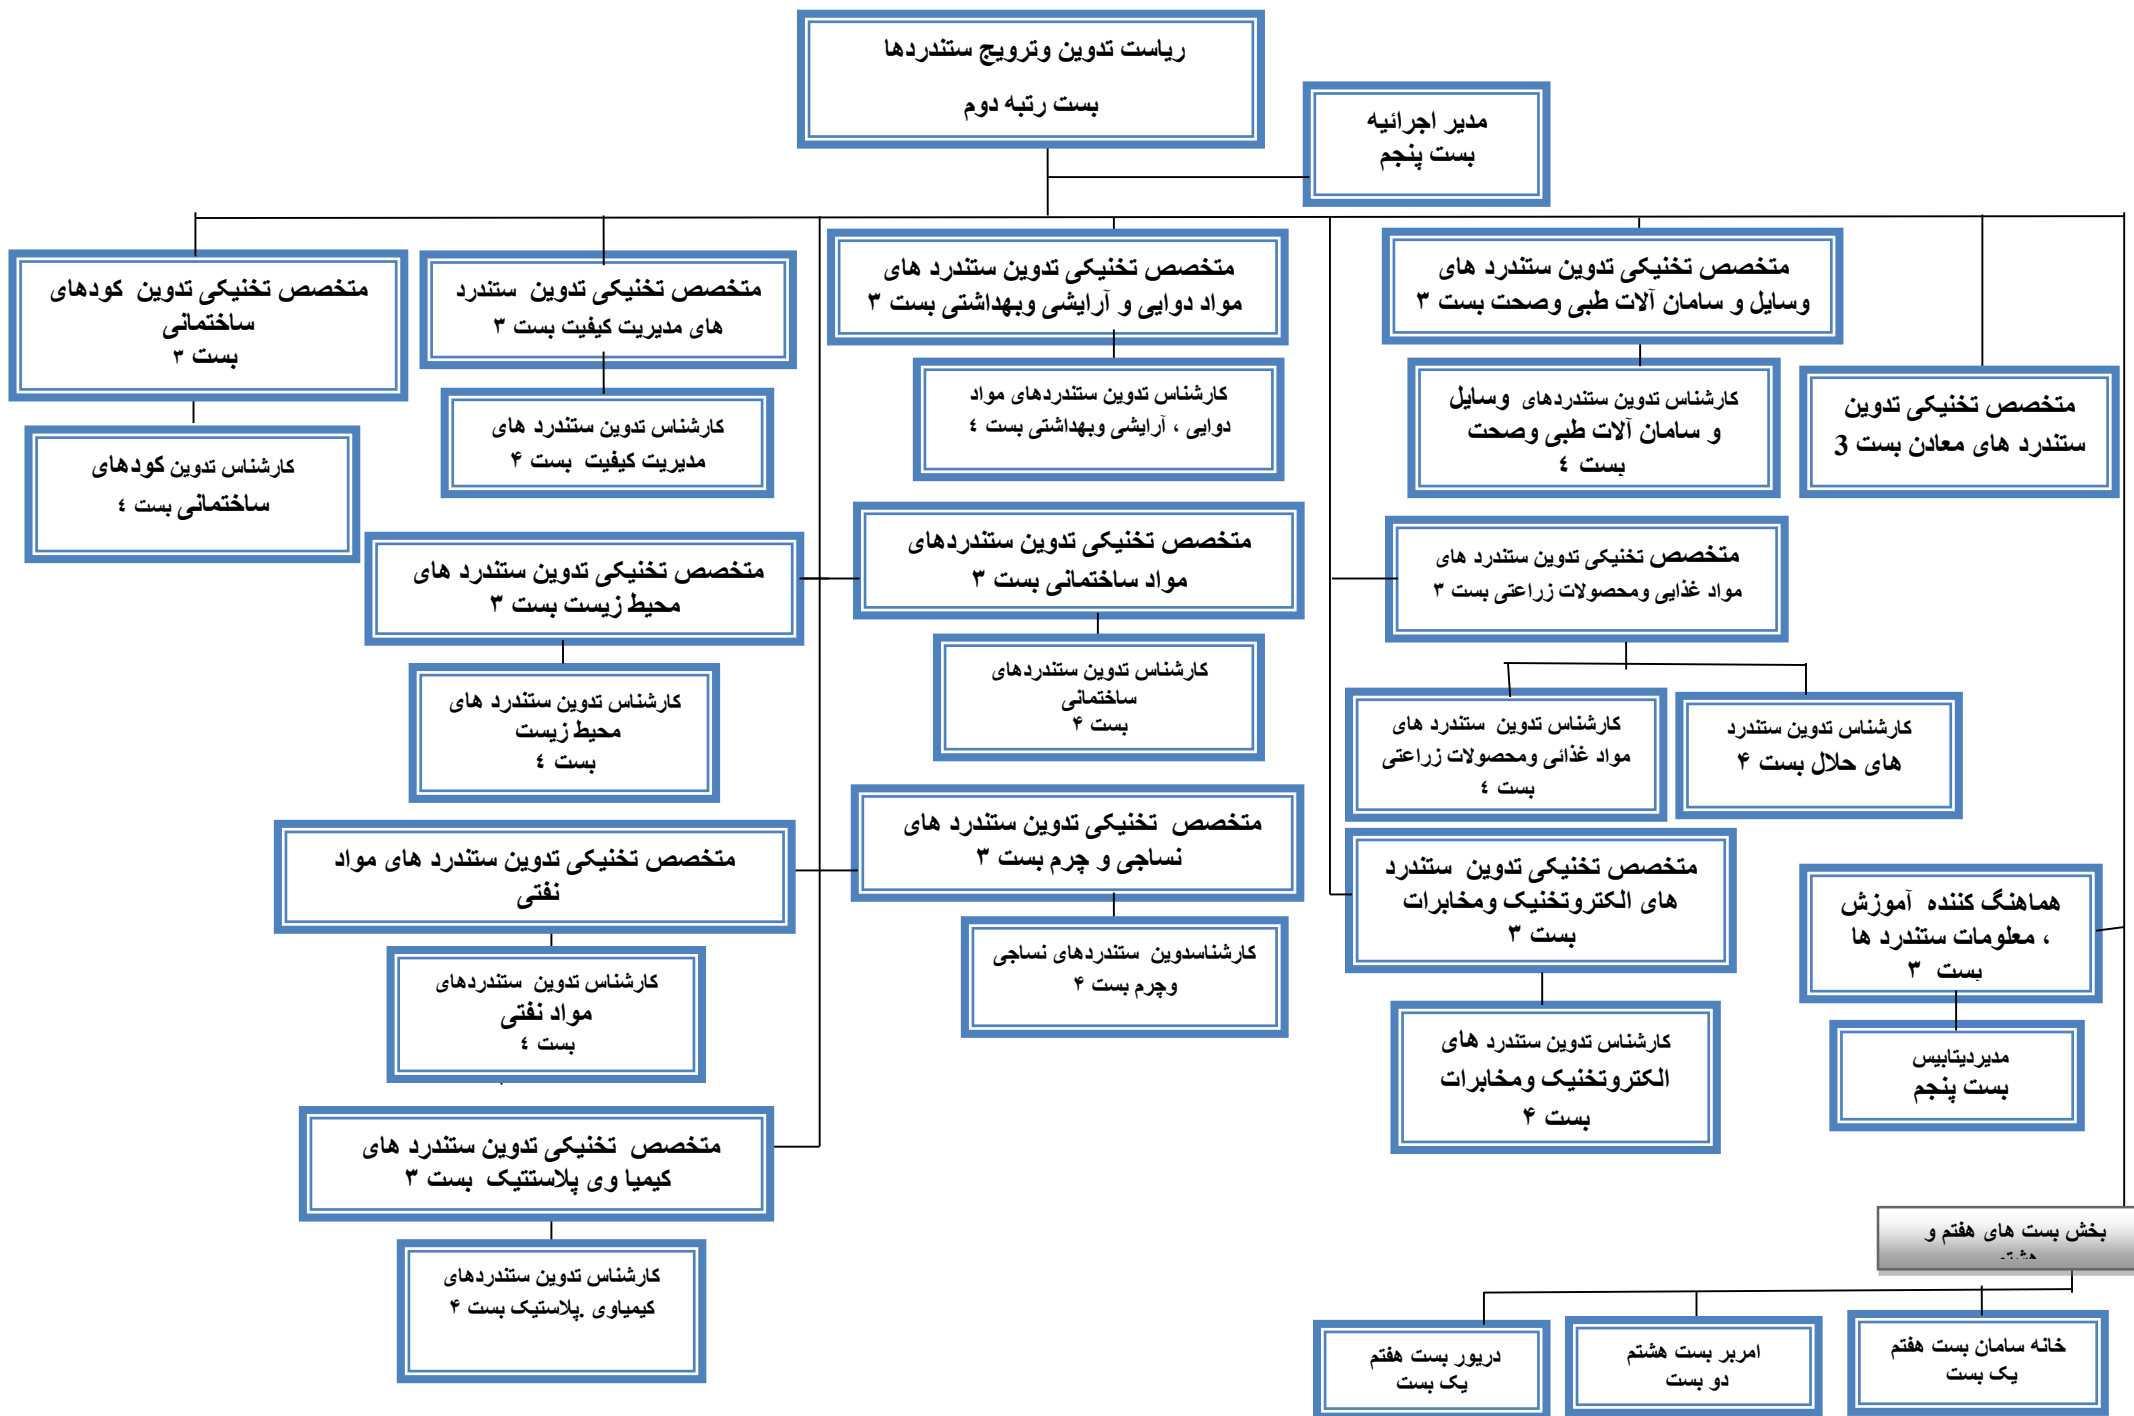 ریاست تدوین وترویج ستندردها
بست رتبه دوم
مدیر اجرائیه
بست پنجم
متخصص تخنیکی تدوین ستندرد های
وسایل و سامان آلات طبی وصحت بست ۳
متخصص تخنیکی تدوین ستندرد های
مواد دوایی و آرایشی وبهداشتی بست ۳
متخصص تخنیکی تدوین ستندرد
های مدیریت کیفیت بست ۳
متخصص تخنیکی تدوین کودهای
ساختمانی
بست ۳
متخصص تخنیکی تدوین
ستندرد های معادن بست 3
کارشناس تدوین ستندردهای وسایل
و سامان آلات طبی وصحت
بست ٤
کارشناس تدوین ستندردهای مواد
دوایی ، آرایشی وبهداشتی بست ٤
کارشناس تدوین ستندرد های
مدیریت کیفیت بست ۴
کارشناس تدوین کودهای
ساختمانی بست ٤
متخصص تخنیکی تدوین ستندرد های
مواد غذایی ومحصولات زراعتی بست ۳
متخصص تخنیکی تدوین ستندردهای
مواد ساختمانی بست ۳
متخصص تخنیکی تدوین ستندرد های
محیط زیست بست ۳
کارشناس تدوین ستندرد
های حلال بست ۴
کارشناس تدوین ستندرد های
مواد غذائی ومحصولات زراعتی
بست ٤
کارشناس تدوین ستندردهای
ساختمانی
بست ۴
کارشناس تدوین ستندرد های
محیط زیست
بست ٤
هماهنگ کننده آموزش
، معلومات ستندرد ها
بست ۳
متخصص تخنیکی تدوین ستندرد
های الکتروتخنیک ومخابرات
بست ۳
متخصص تخنیکی تدوین ستندرد های
نساجی و چرم بست ۳
متخصص تخنیکی تدوین ستندرد های مواد
نفتی
مدیردیتابیس
بست پنجم
کارشناس تدوین ستندرد های
الکتروتخنیک ومخابرات
بست ۴
کارشناسدوین ستندردهای نساجی
وچرم بست ۴
کارشناس تدوین ستندردهای
مواد نفتی
بست ٤
متخصص تخنیکی تدوین ستندرد های
کیمیا وی پلاستتیک بست ۳
کارشناس تدوین ستندردهای
کیمیاوی .پلاستیک بست ۴
بخش بست های هفتم و
خانه سامان بست هفتم
یک بست
امربر بست هشتم
دو بست
دریور بست هفتم
یک بست